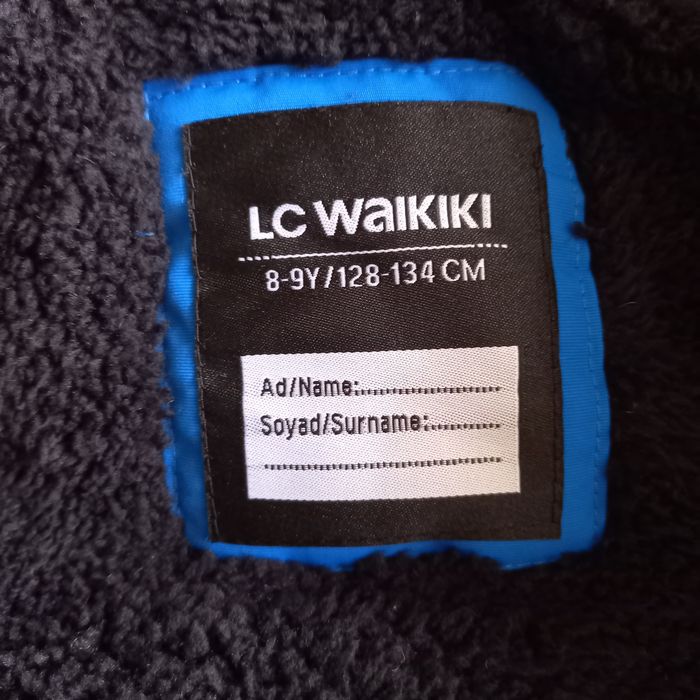 LC WaIKIKI
8-9Y/128-134 CM
Ad/Name:........................
Soyad/Surname:............
........................................